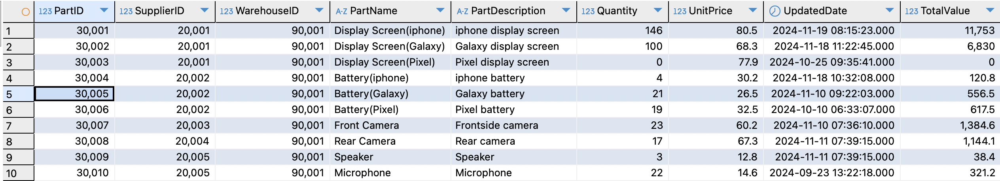 123 PartID 123 SupplierID 123 WarehouseID A-Z PartName A-Z PartDescription 123 Quantity 123 UnitPrice UpdatedDate 123 TotalValue
1 30,001 20,001 90,001 Display Screen(iphone) iphone display screen 146 80.5 2024-11-19 08:15:23.000 11,753
2 30,002 20,001 90,001 Display Screen(Galaxy) Galaxy display screen 100 68.3 2024-11-18 11:22:45.000 6,830
3 30,003 20,001 90,001 Display Screen(Pixel) Pixel display screen 0 77.9 2024-10-25 09:35:41.000 0
4 30,004 20,002 90,001 Battery(iphone) iphone battery 4 30.2 2024-11-18 10:32:08.000 120.8
5 30,005 20,002 90,001 Battery(Galaxy) Galaxy battery 21 26.5 2024-11-10 09:22:03.000 556.5
6 30,006 20,002 90,001 Battery(Pixel) Pixel battery 19 32.5 2024-10-10 06:33:07.000 617.5
7 30,007 20,003 90,001 Front Camera Frontside camera 23 60.2 2024-11-10 07:36:10.000 1,384.6
8 30,008 20,004 90,001 Rear Camera Rear camera 17 67.3 2024-11-11 07:39:15.000 1,144.1
9 30,009 20,005 90,001 Speaker Speaker 3 12.8 2024-11-11 07:39:15.000 38.4
10 30,010 20,005 90,001 Microphone Microphone 22 14.6 2024-09-23 13:22:18.000 321.2